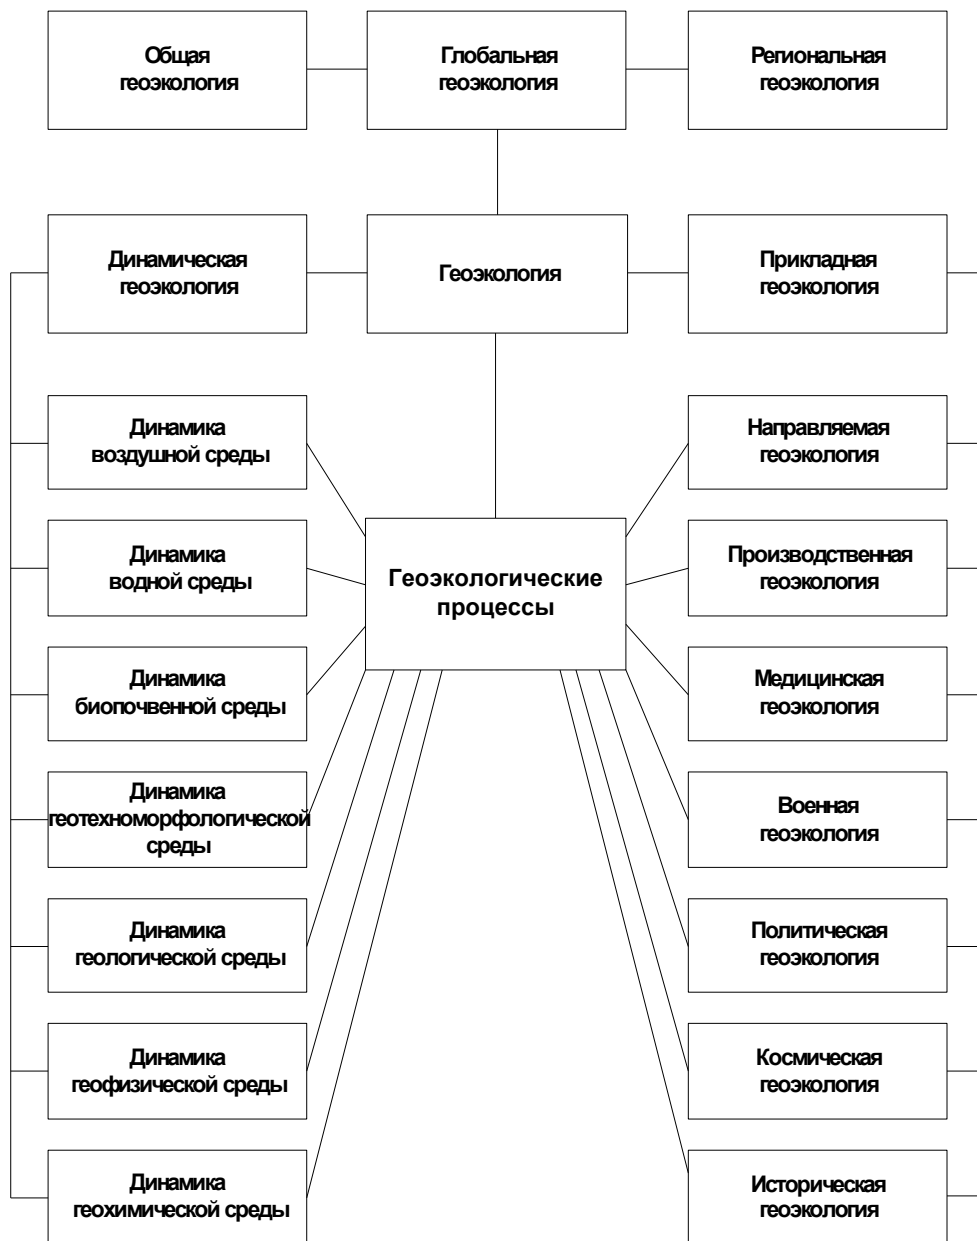 Общая
геоэкология
Глобальная
геоэкология
Региональная
геоэкология
Динамическая
геоэкология
Геоэкология
Прикладная
геоэкология
Динамика
воздушной среды
Направляемая
геоэкология
Динамика
водной среды
Геоэкологические
процессы
Производственная
геоэкология
Динамика
биопочвенной среды
Медицинская
геоэкология
Динамика
геотехноморфологической
среды
Военная
геоэкология
Динамика
геологической среды
Политическая
геоэкология
Динамика
геофизической среды
Космическая
геоэкология
Динамика
геохимической среды
Историческая
геоэкология